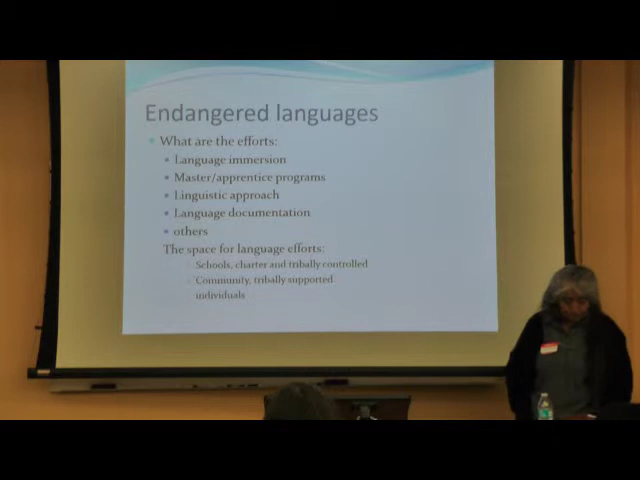 Endangered languages
What are the efforts:
Language immersion
Master/apprentice programs
Linguistic approach
Language documentation
others
The space for language efforts:
Schools, charter and tribally controlled
Community, tribally supported
individuals